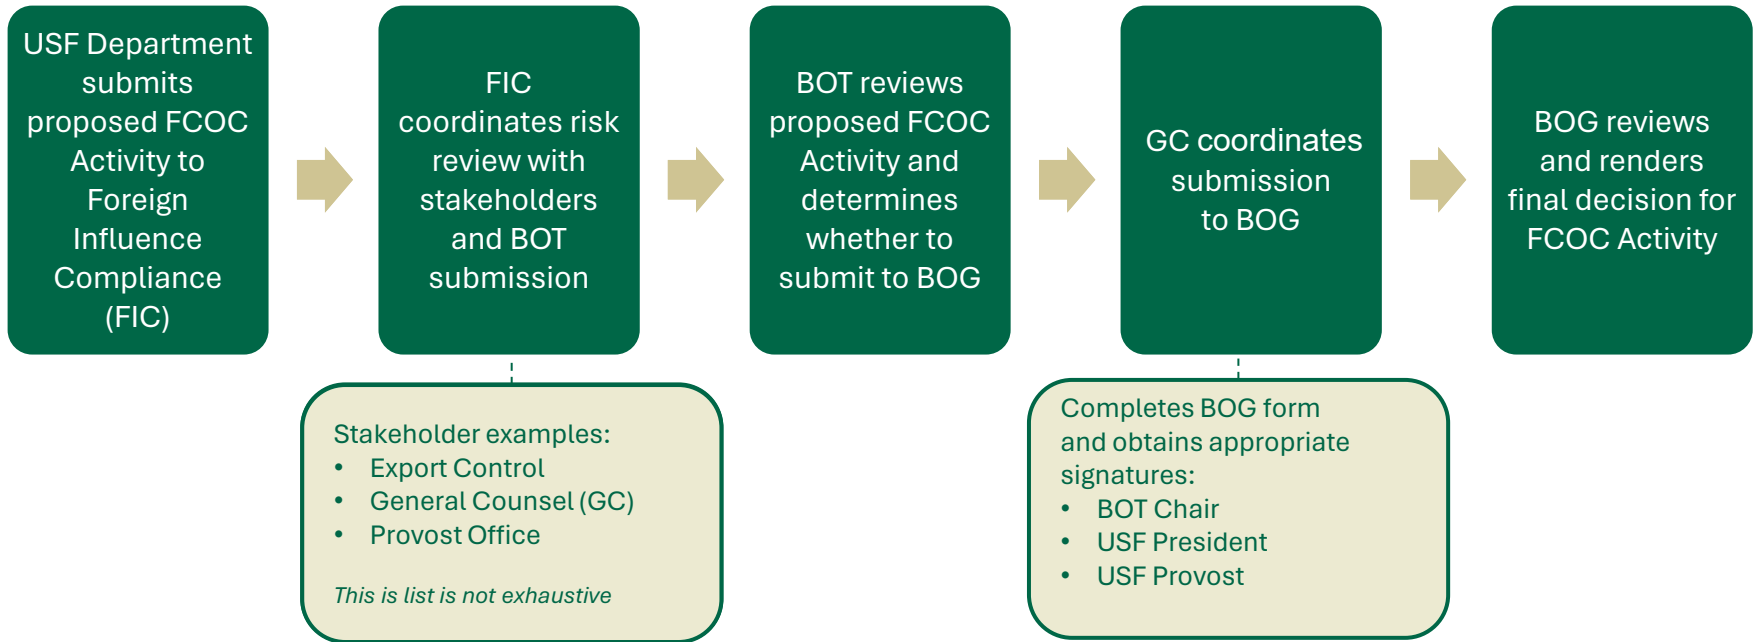 USF Department
submits
proposed FCOC
Activity to
Foreign
Influence
Compliance
(FIC)
FIC
coordinates risk
review with
stakeholders
and BOT
submission
BOT reviews
proposed FCOC
Activity and
determines
whether to
submit to BOG
GC coordinates
submission
to BOG
BOG reviews
and renders
final decision for
FCOC Activity
Stakeholder examples:
• Export Control
• General Counsel (GC)
• Provost Office
This is list is not exhaustive
Completes BOG form
and obtains appropriate
signatures:
• BOT Chair
• USF President
• USF Provost